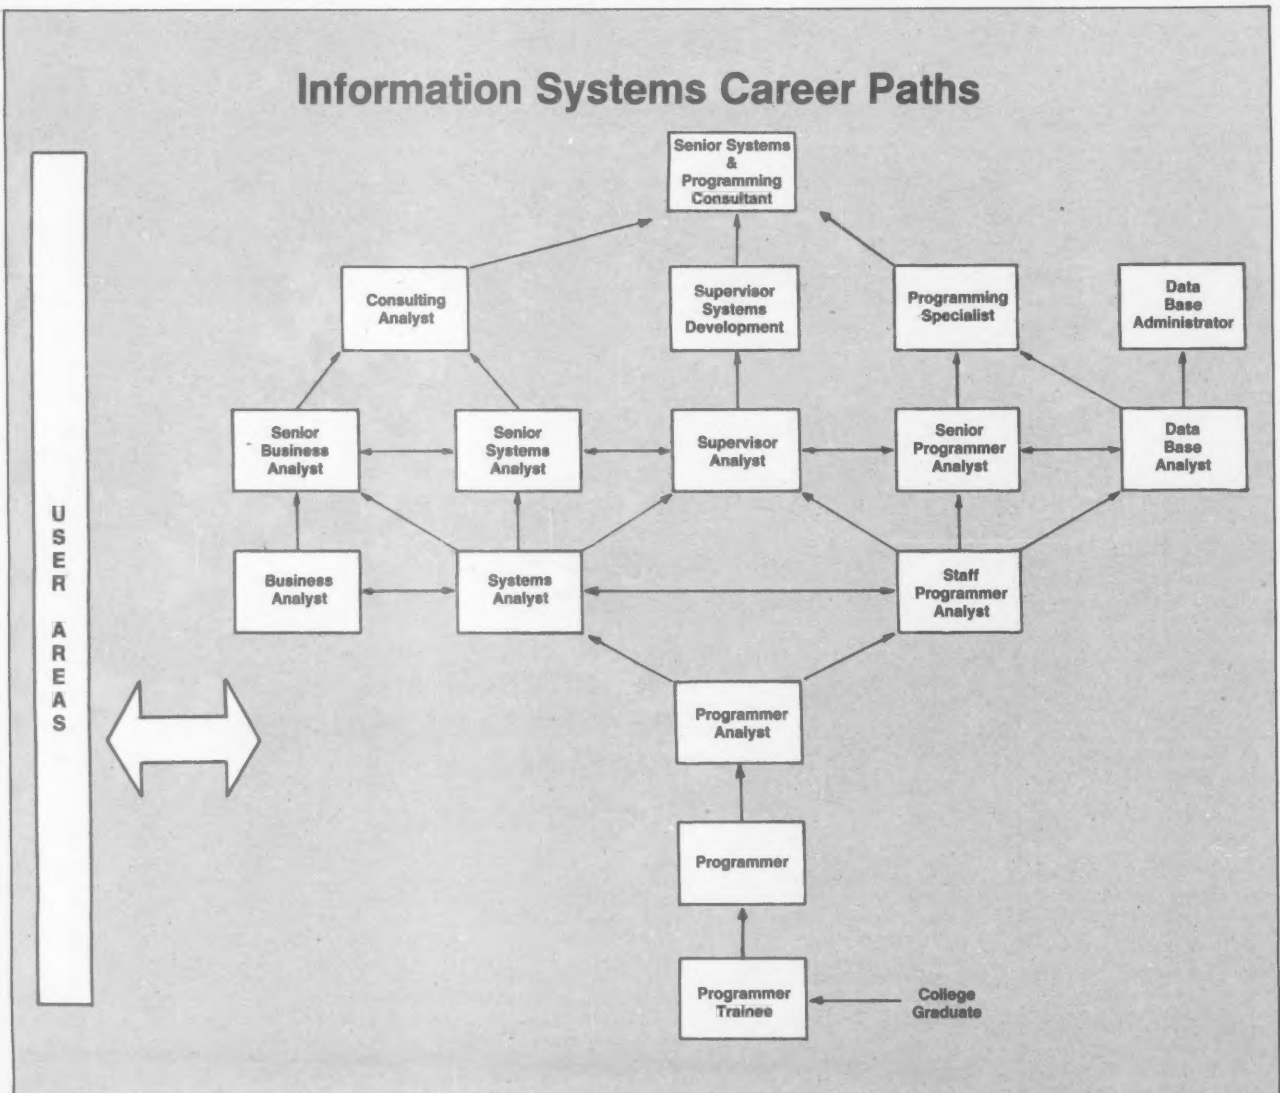 Information Systems Career Paths
Senior Systems
&
Programming
Consultant
Consulting
Analyst
Supervisor
Systems
Development
Programming
Specialist
Data
Base
Administrator
Senior
Business
Analyst
Senior
Systems
Analyst
Supervisor
Analyst
Senior
Programmer
Analyst
Data
Base
Analyst
USER AREAS
Business
Analyst
Systems
Analyst
Staff
Programmer
Analyst
Programmer
Analyst
Programmer
Programmer
Trainee
College
Graduate